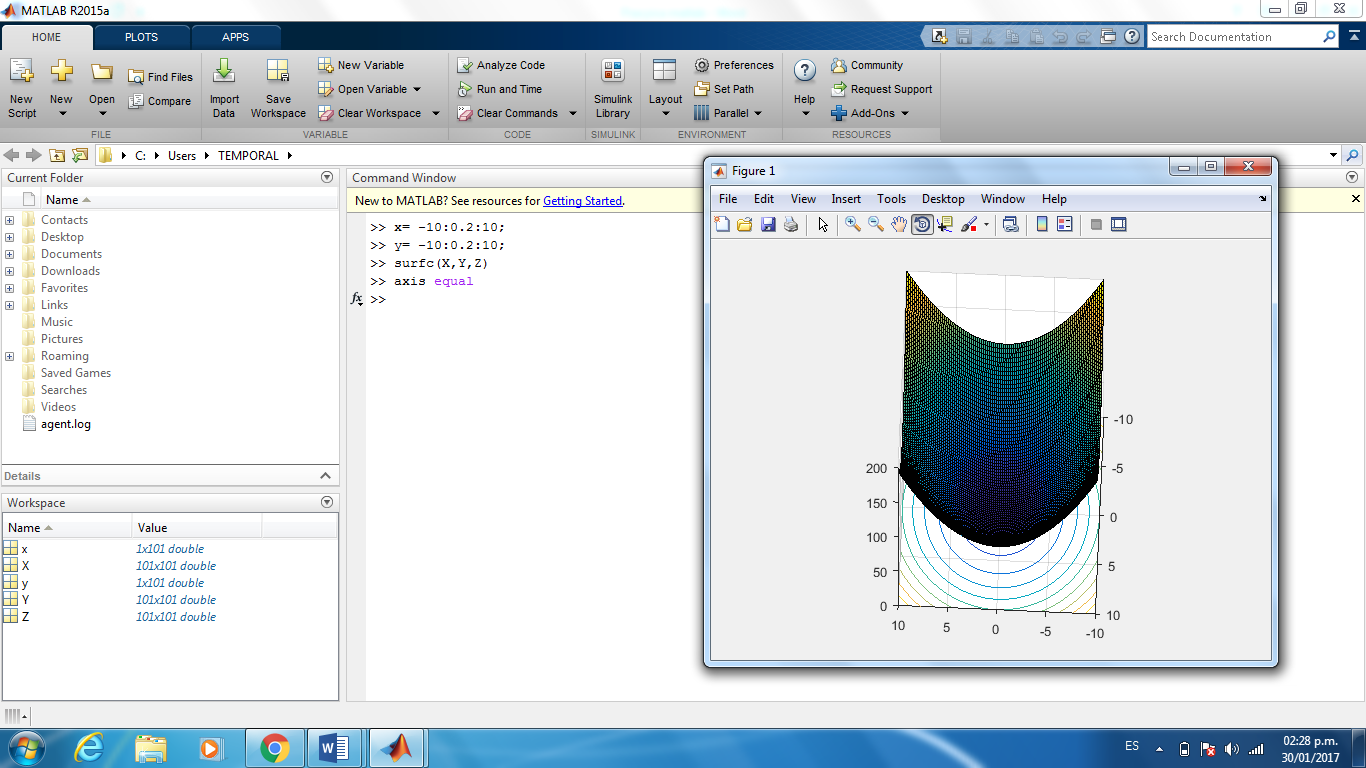 MATLAB R2015a
HOME PLOTS APPS
Search Documentation
New Script
New
Open
Find Files
Compare
Import Data
Save Workspace
New Variable
Open Variable
Clear Workspace
Analyze Code
Run and Time
Clear Commands
Simulink Library
Layout
Preferences
Set Path
Parallel
Help
Community
Request Support
Add-Ons
FILE VARIABLE CODE SIMULINK ENVIRONMENT RESOURCES
C: Users TEMPORAL
Current Folder
Name
Contacts
Desktop
Documents
Downloads
Favorites
Links
Music
Pictures
Roaming
Saved Games
Searches
Videos
agent.log
Details
Workspace
Name Value
x 1x101 double
X 101x101 double
y 1x101 double
Y 101x101 double
Z 101x101 double
Command Window
New to MATLAB? See resources for Getting Started.
>> x= -10:0.2:10;
>> y= -10:0.2:10;
>> surfc(X,Y,Z)
>> axis equal
fx >>
Figure 1
File Edit View Insert Tools Desktop Window Help
200
150
100
50
0
10 5 0 -5 -10
-10
-5
0
5
10
ES
02:28 p.m.
30/01/2017